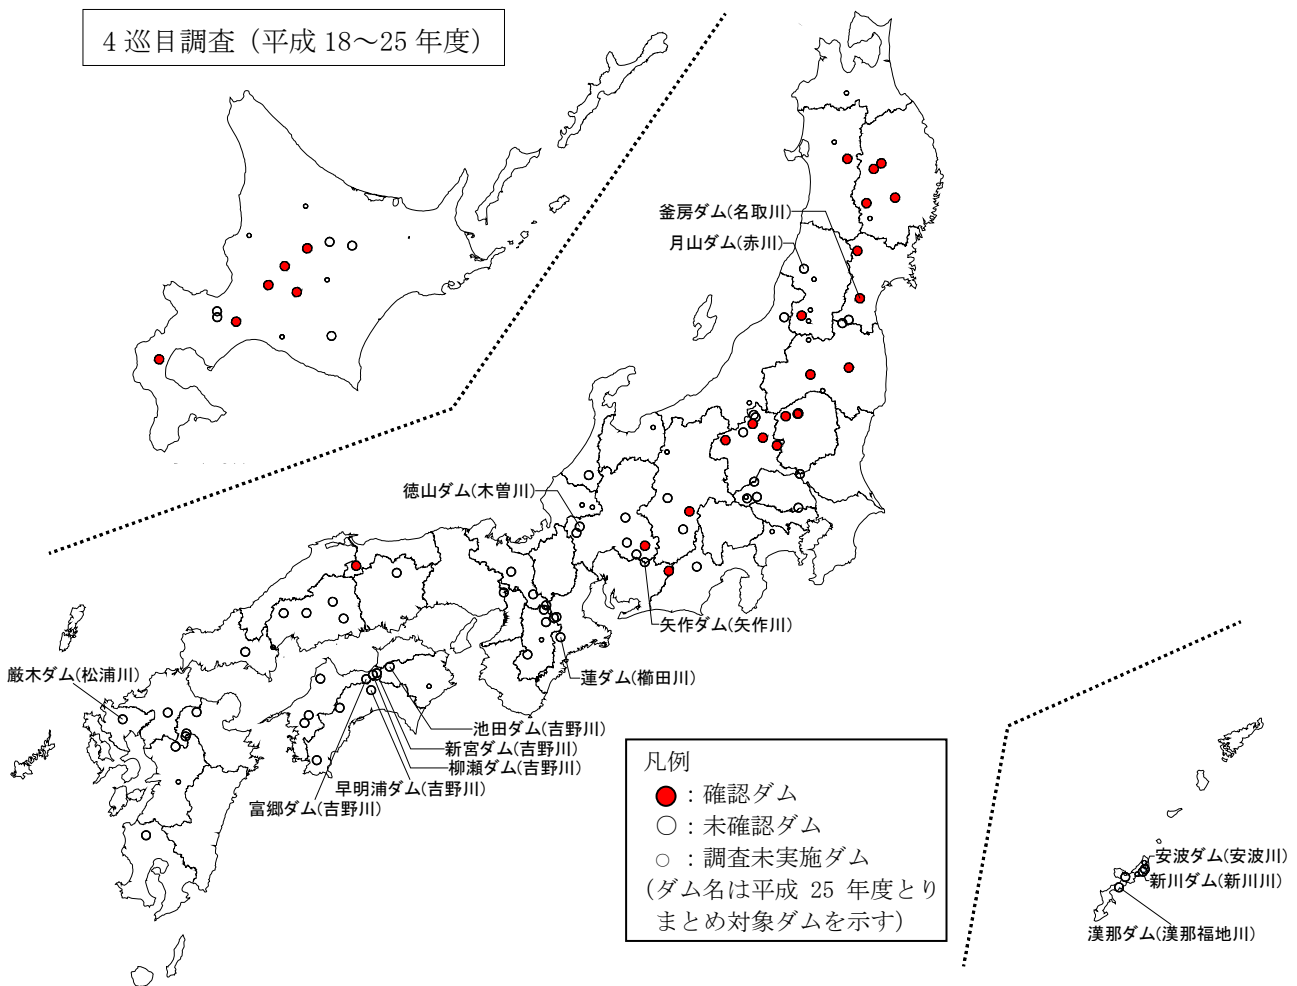 4巡目調査（平成 18～25 年度）
釜房ダム(名取川)
月山ダム(赤川)
徳山ダム(木曽川)
矢作ダム(矢作川)
蓮ダム(櫛田川)
厳木ダム(松浦川)
池田ダム(吉野川)
新宮ダム(吉野川)
柳瀬ダム(吉野川)
早明浦ダム(吉野川)
富郷ダム(吉野川)
凡例
●：確認ダム
○：未確認ダム
○：調査未実施ダム
(ダム名は平成 25 年度とり
まとめ対象ダムを示す)
安波ダム(安波川)
新川ダム(新川川)
漢那ダム(漢那福地川)